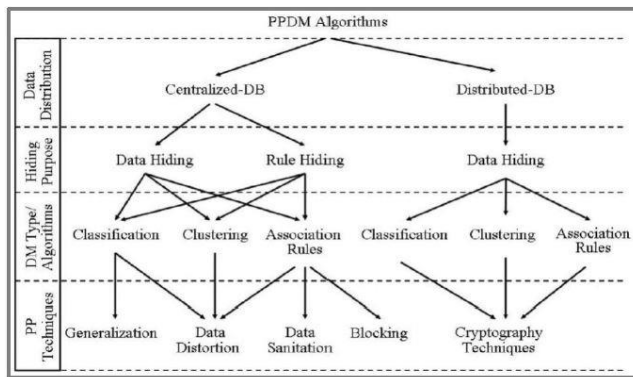 PPDM Algorithms
Data
Distribution
Centralized-DB
Distributed-DB
Hiding
Purpose
Data Hiding
Rule Hiding
Data Hiding
DM Type/
Algorithms
Classification
Clustering
Association
Rules
Classification
Clustering
Association
Rules
PP
Techniques
Generalization
Data
Distortion
Data
Sanitation
Blocking
Cryptography
Techniques